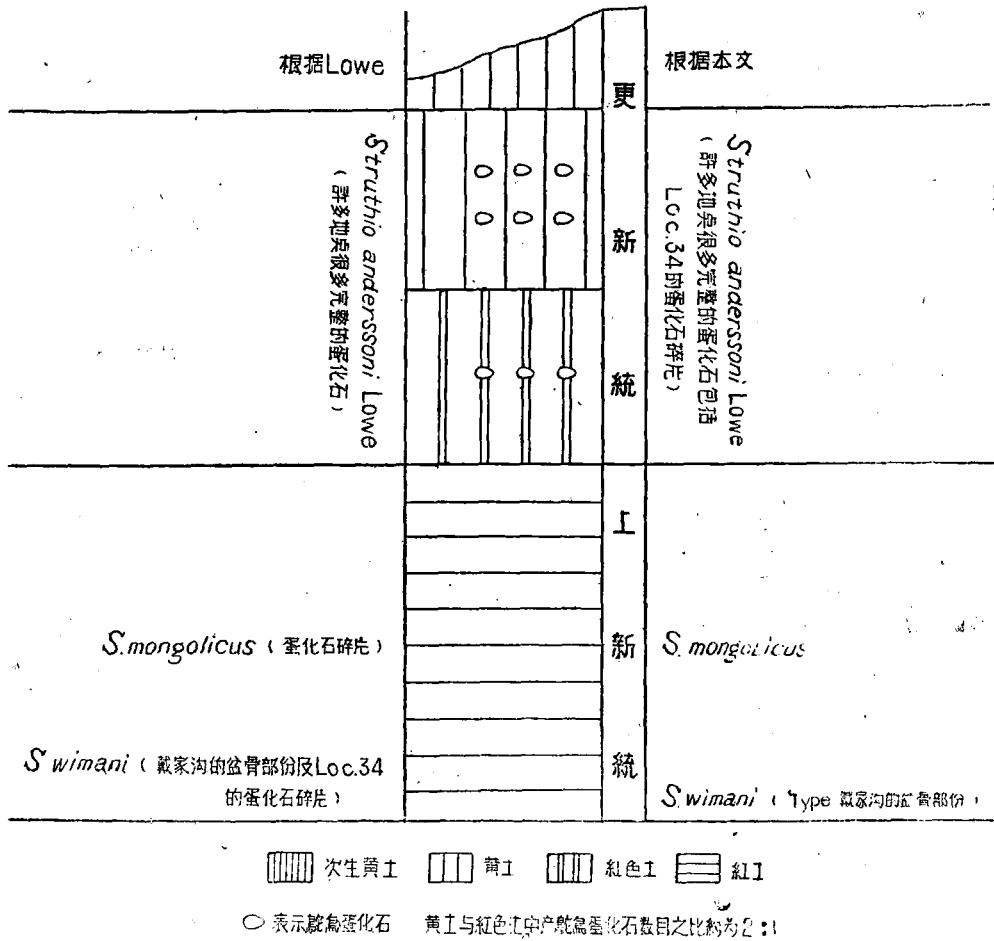 根据Lowe
根据本文
更新統
Struthio anderssoni Lowe
（許多地臭很多完整的蛋化石）
Struthio anderssoni Lowe
（許多地臭很多完整的蛋化石包括
Loc.34的蛋化石碎片）
上新統
S.mongolicus（蛋化石碎片）
S.mongolicus
S wimani（戴家沟的盆骨部份及Loc.34
的蛋化石碎片）
S.wimani（Type 戴家沟的盆骨部份）
次生黄土
黄土
紅色土
紅土
表示鴕鳥蛋化石
黄土与紅色土中产鴕鳥蛋化石数目之比約为2:1